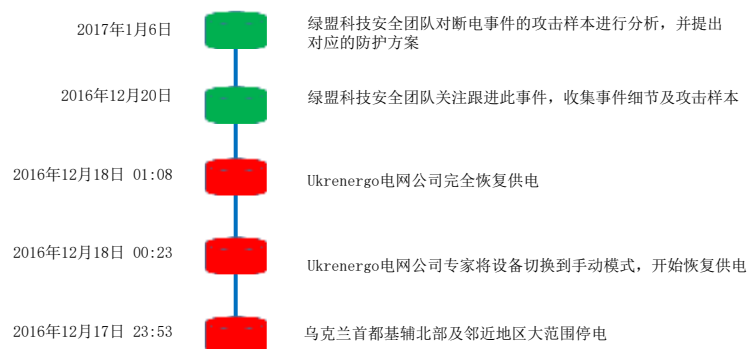 2017年1月6日
绿盟科技安全团队对断电事件的攻击样本进行分析，并提出
对应的防护方案
2016年12月20日
绿盟科技安全团队关注跟进此事件，收集事件细节及攻击样本
2016年12月18日 01:08
Ukrenergo电网公司完全恢复供电
2016年12月18日 00:23
Ukrenergo电网公司专家将设备切换到手动模式，开始恢复供电
2016年12月17日 23:53
乌克兰首都基辅北部及邻近地区大范围停电